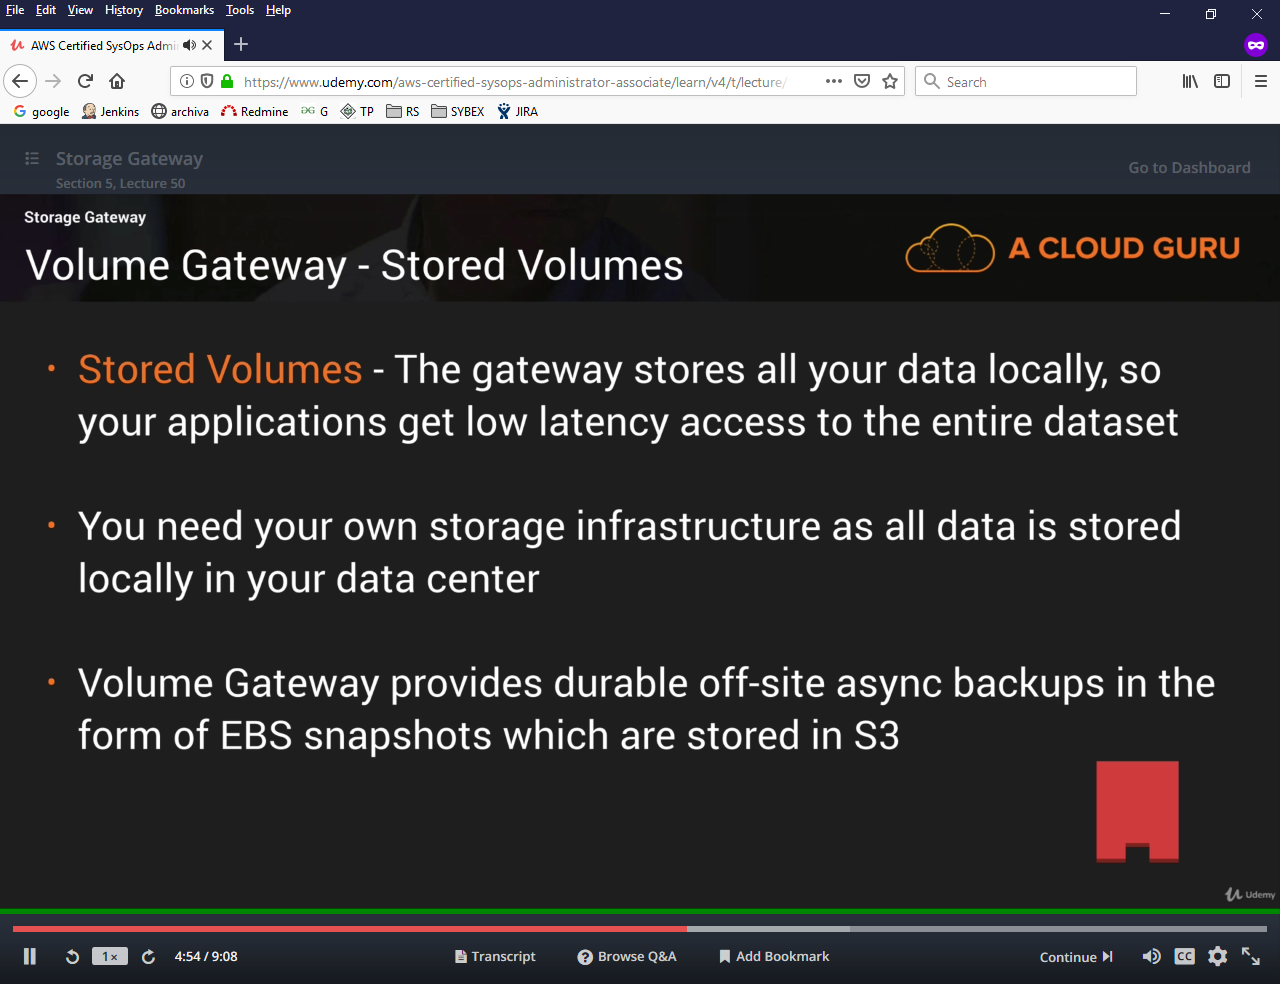 File Edit View History Bookmarks Tools Help
AWS Certified SysOps Admi
https://www.udemy.com/aws-certified-sysops-administrator-associate/learn/v4/t/lecture/
Search
google Jenkins archiva Redmine G TP RS SYBEX JIRA
Storage Gateway
Section 5, Lecture 50
Go to Dashboard
Storage Gateway
Volume Gateway - Stored Volumes
A CLOUD GURU
• Stored Volumes - The gateway stores all your data locally, so
your applications get low latency access to the entire dataset
• You need your own storage infrastructure as all data is stored
locally in your data center
• Volume Gateway provides durable off-site async backups in the
form of EBS snapshots which are stored in S3
Udemy
1x
4:54 / 9:08
Transcript
Browse Q&A
Add Bookmark
Continue
CC